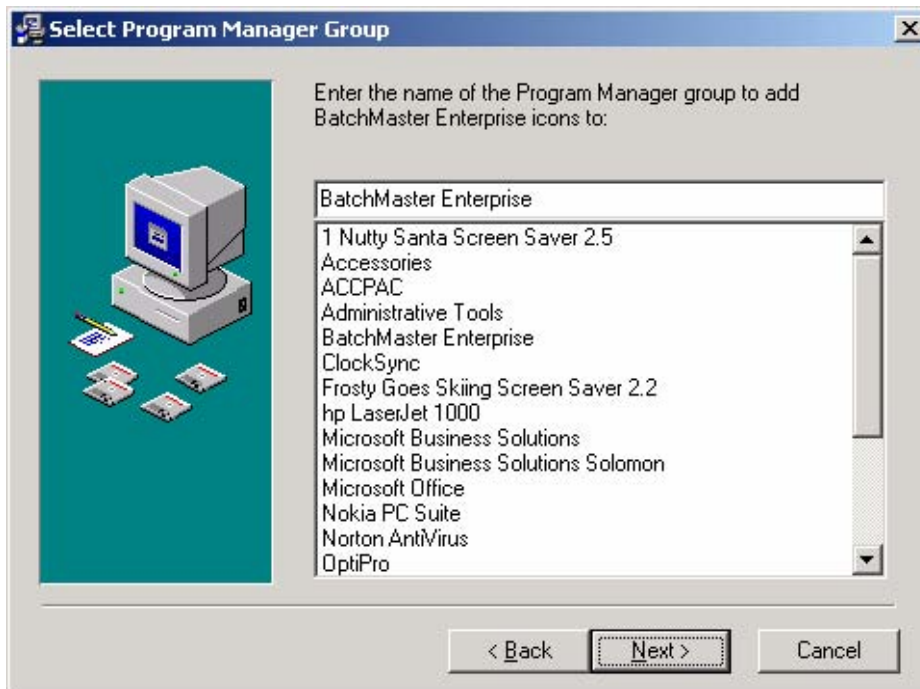 Select Program Manager Group
Enter the name of the Program Manager group to add
BatchMaster Enterprise icons to:
BatchMaster Enterprise
1 Nutty Santa Screen Saver 2.5
Accessories
ACCPAC
Administrative Tools
BatchMaster Enterprise
ClockSync
Frosty Goes Skiing Screen Saver 2.2
hp LaserJet 1000
Microsoft Business Solutions
Microsoft Business Solutions Solomon
Microsoft Office
Nokia PC Suite
Norton AntiVirus
OptiPro
< Back
Next >
Cancel